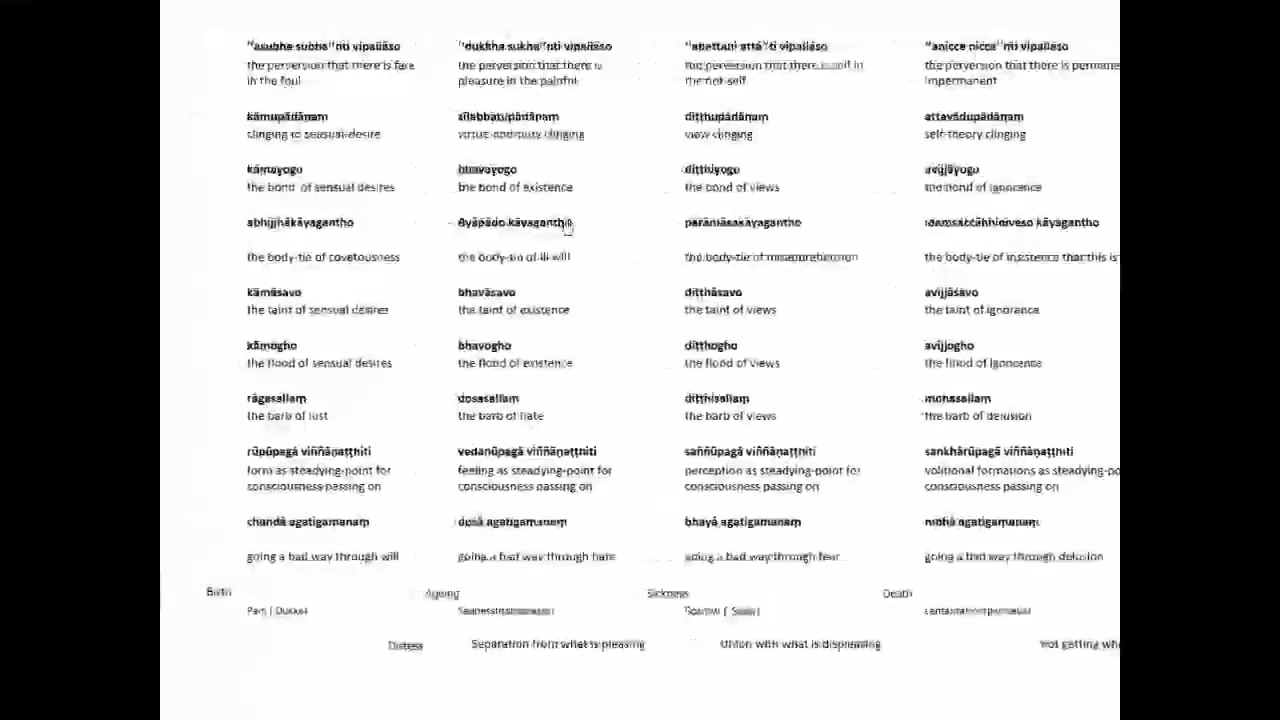 "asubhe subha" nti vipallāso "dukkha sukha" nti vipallāso "anattani attā" ti vipallāso "anicce nicca" nti vipallāso
the perversion that there is fare the perversion that there is the perversion that there is self in the perversion that there is permane
in the foul pleasure in the painful the not-self impermanent
kāmupādānaṃ sīlabbatupādānaṃ diṭṭhupādānaṃ attavādupādānaṃ
clinging to sensual-desire virtue-and-duty clinging view clinging self-theory clinging
kāmayogo bhavayogo diṭṭhiyogo avijjāyogo
the bond of sensual desires the bond of existence the bond of views the bond of ignorance
abhijjhākāyagantho Byāpādo kāyagantho parāmāsakāyagantho idaṃsaccābhiniveso kāyagantho
the body-tie of covetousness the body-tie of ill-will the body-tie of misapprehension the body-tie of insistence that this is
kāmāsavo bhavāsavo diṭṭhāsavo avijjāsavo
the taint of sensual desires the taint of existence the taint of views the taint of ignorance
kāmogho bhavogho diṭṭhogho avijjogho
the flood of sensual desires the flood of existence the flood of views the flood of ignorance
rāgasallaṃ dosasallaṃ diṭṭhisallaṃ mohasallaṃ
the barb of lust the barb of hate the barb of views the barb of delusion
rūpūpagā viññāṇaṭṭhiti vedanūpagā viññāṇaṭṭhiti saññūpagā viññāṇaṭṭhiti sankhārūpagā viññāṇaṭṭhiti
form as steadying-point for feeling as steadying-point for perception as steadying-point for volitional formations as steadying-po
consciousness passing on consciousness passing on consciousness passing on consciousness passing on
chandā agatigamanaṃ dosā agatigamanaṃ bhayā agatigamanaṃ mohā agatigamanaṃ
going a bad way through will going a bad way through hate going a bad way through fear going a bad way through delusion
Birth Ageing Sickness Death
Pain ( Dukkha
Distess Separation from what is pleasing Union with what is displeasing Not getting wha